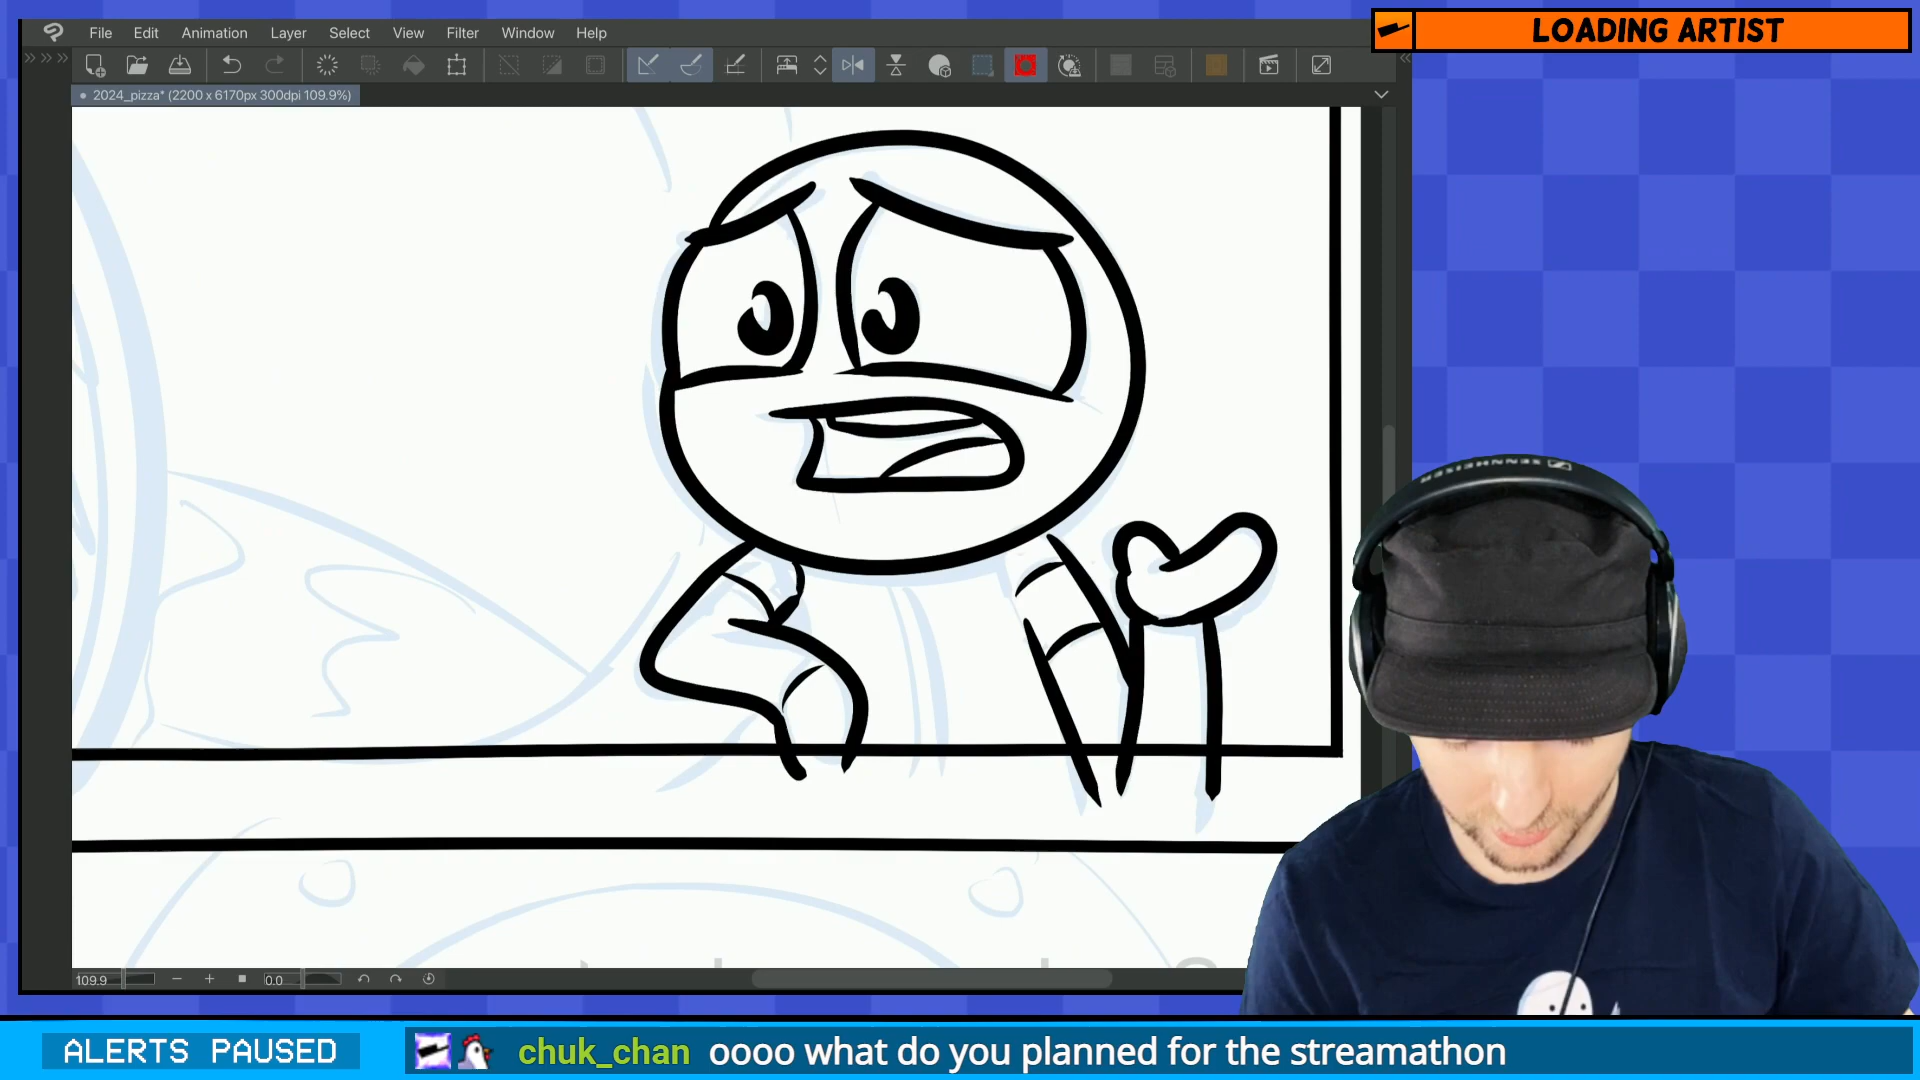 File Edit Animation Layer Select View Filter Window Help
LOADING ARTIST
2024_pizza* (2200 x 6170px 300dpi 109.9%)
SENNHEISER
109.9
0.0
ALERTS PAUSED
chuk_chan oooo what do you planned for the streamathon